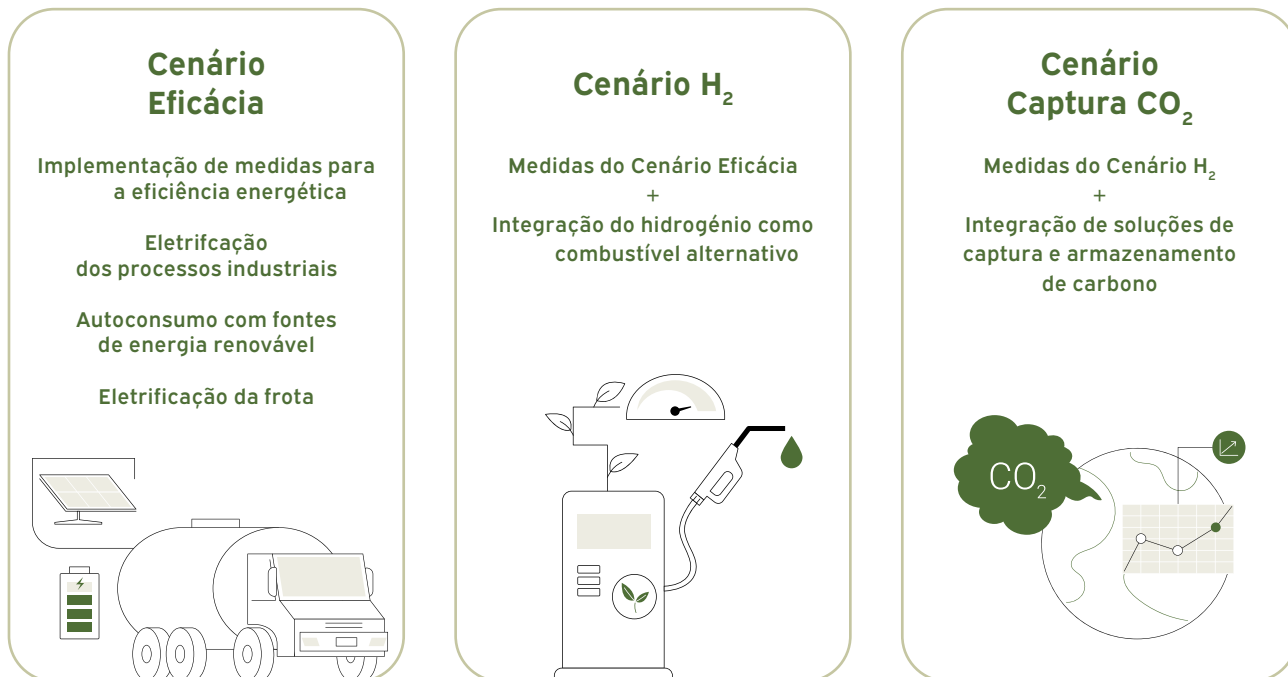 Cenário
Eficácia
Implementação de medidas para
a eficiência energética
Eletrifcação
dos processos industriais
Autoconsumo com fontes
de energia renovável
Eletrificação da frota
Cenário H₂
Medidas do Cenário Eficácia
+
Integração do hidrogénio como
combustível alternativo
Cenário
Captura CO₂
Medidas do Cenário H₂
+
Integração de soluções de
captura e armazenamento
de carbono
CO₂